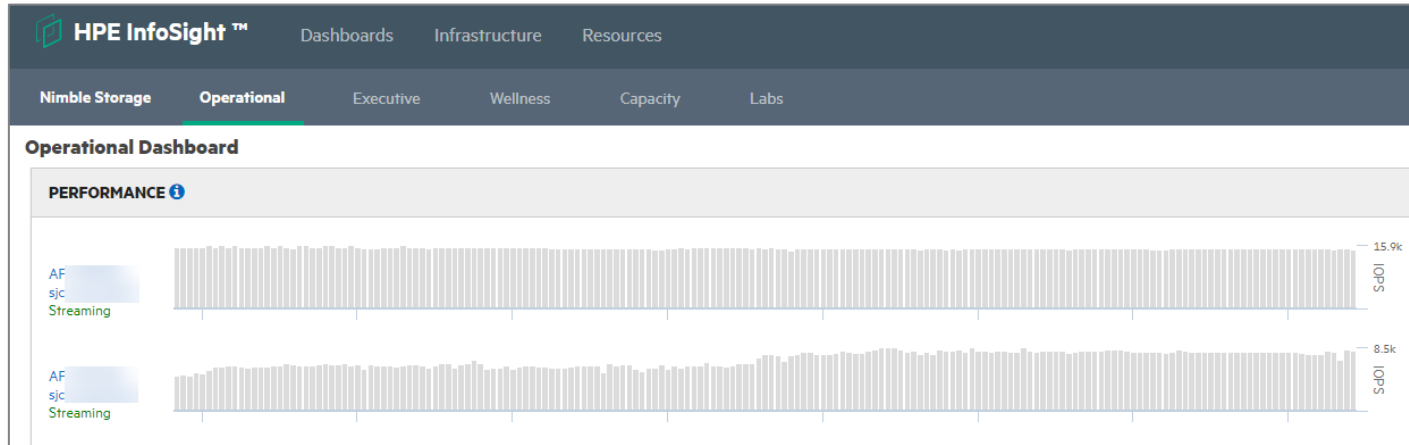 HPE InfoSight ™ Dashboards Infrastructure Resources
Nimble Storage Operational Executive Wellness Capacity Labs
Operational Dashboard
PERFORMANCE
15.9k
IOPS
AF
sjc
Streaming
8.5k
IOPS
AF
sjc
Streaming